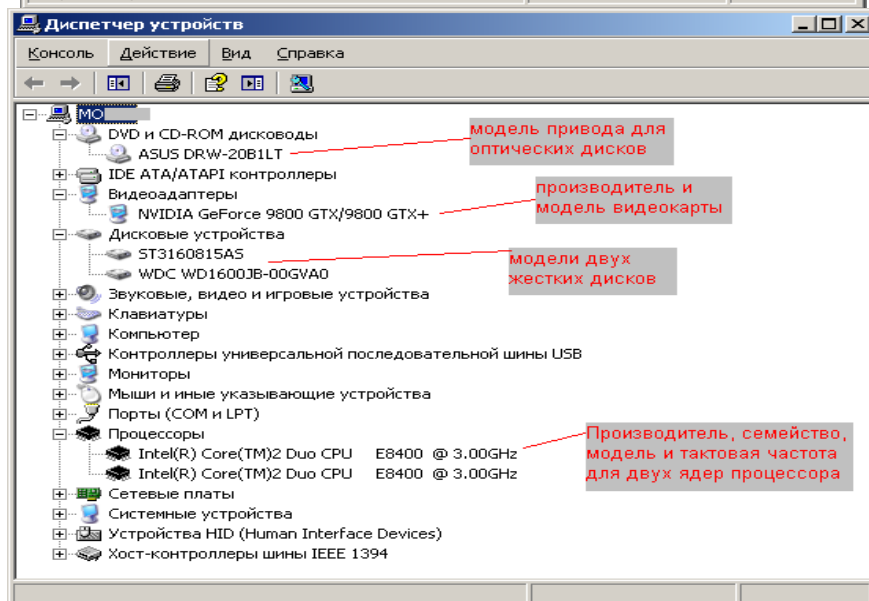 Диспетчер устройств
Консоль Действие Вид Справка
МО
DVD и CD-ROM дисководы
ASUS DRW-20B1LT
модель привода для
оптических дисков
IDE ATA/ATAPI контроллеры
Видеоадаптеры
NVIDIA GeForce 9800 GTX/9800 GTX+
производитель и
модель видеокарты
Дисковые устройства
ST3160815AS
WDC WD1600JB-00GVA0
модели двух
жестких дисков
Звуковые, видео и игровые устройства
Клавиатуры
Компьютер
Контроллеры универсальной последовательной шины USB
Мониторы
Мыши и иные указывающие устройства
Порты (COM и LPT)
Процессоры
Intel(R) Core(TM)2 Duo CPU E8400 @ 3.00GHz
Intel(R) Core(TM)2 Duo CPU E8400 @ 3.00GHz
Производитель, семейство,
модель и тактовая частота
для двух ядер процессора
Сетевые платы
Системные устройства
Устройства HID (Human Interface Devices)
Хост-контроллеры шины IEEE 1394